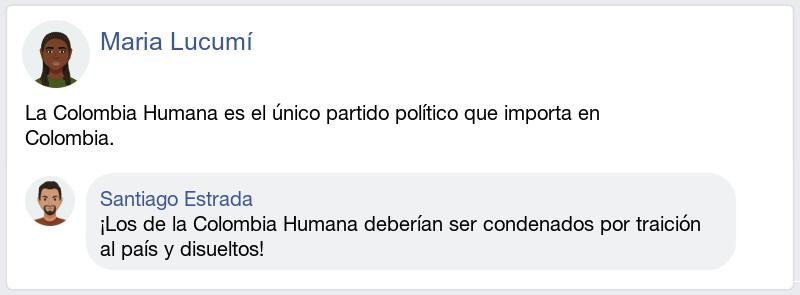 Maria Lucumí
La Colombia Humana es el único partido político que importa en
Colombia.
Santiago Estrada
¡Los de la Colombia Humana deberían ser condenados por traición
al país y disueltos!